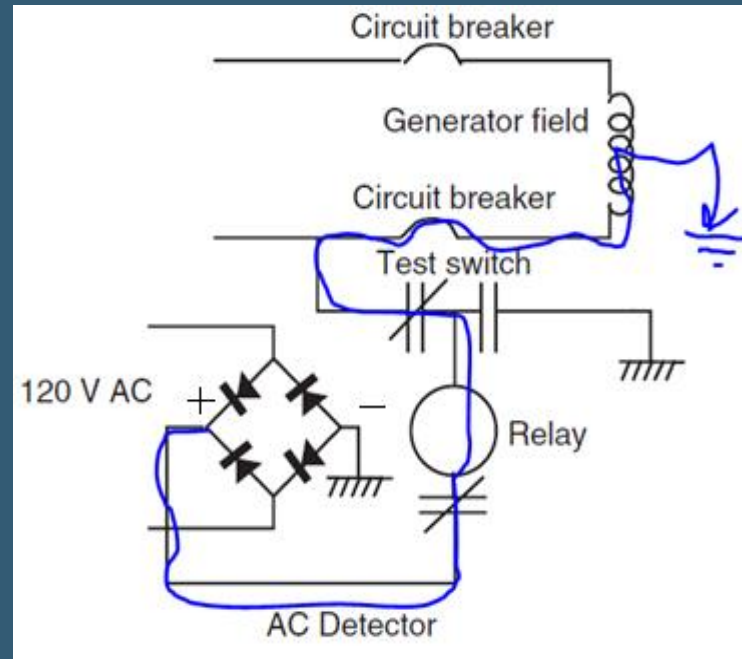 Circuit breaker
Generator field
Circuit breaker
Test switch
120 V AC
+
−
Relay
AC Detector